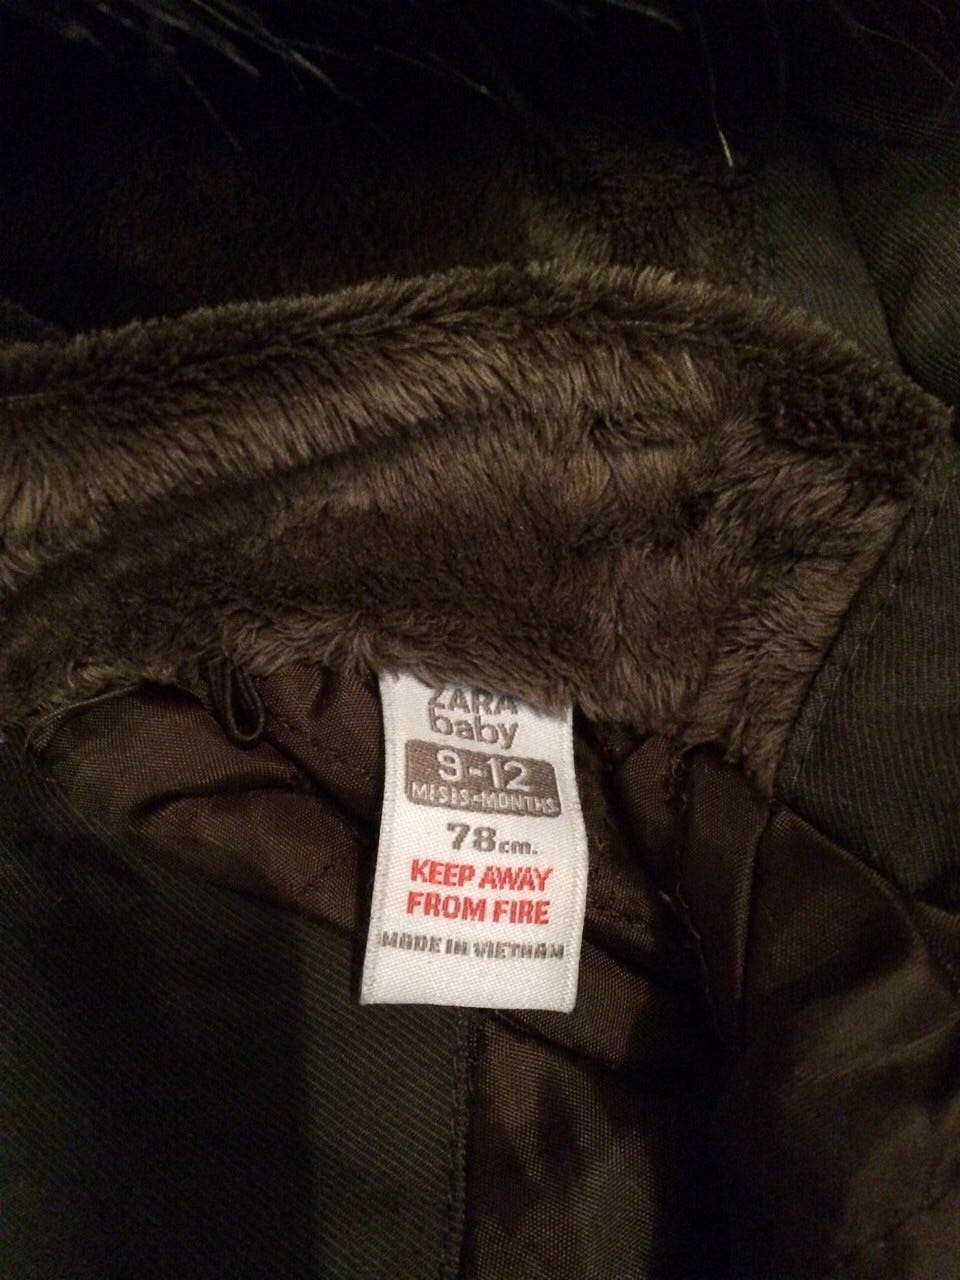 ZARA
baby
9-12
MESES-MONTHS
78cm.
KEEP AWAY
FROM FIRE
MADE IN VIETNAM